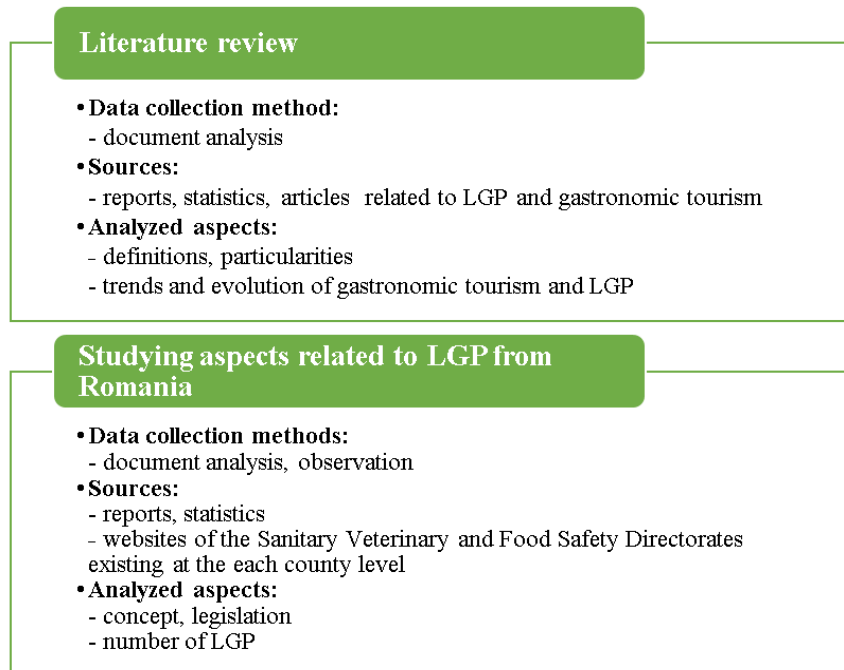 Literature review
• Data collection method:
- document analysis
• Sources:
- reports, statistics, articles related to LGP and gastronomic tourism
• Analyzed aspects:
- definitions, particularities
- trends and evolution of gastronomic tourism and LGP
Studying aspects related to LGP from
Romania
• Data collection methods:
- document analysis, observation
• Sources:
- reports, statistics
- websites of the Sanitary Veterinary and Food Safety Directorates
existing at the each county level
• Analyzed aspects:
- concept, legislation
- number of LGP